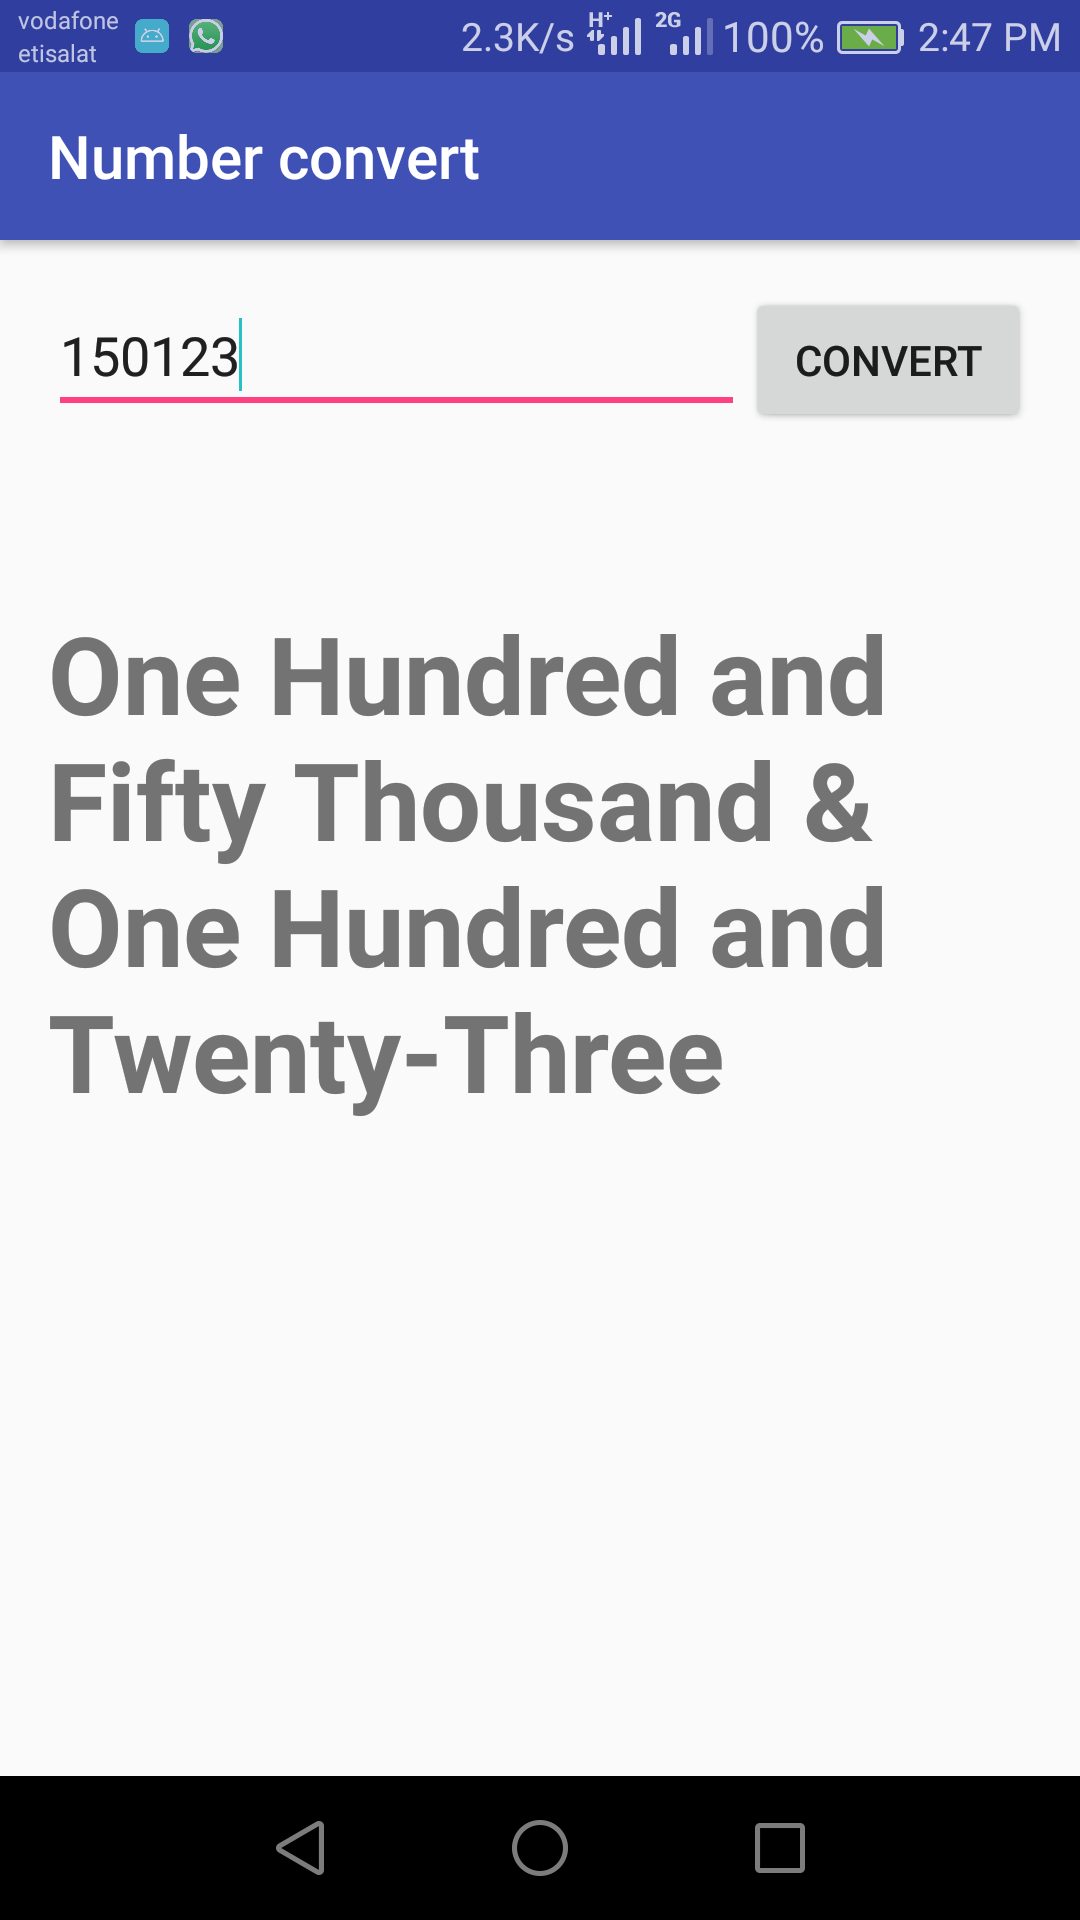 vodafone
etisalat
2.3K/s H+ 2G 100% 2:47 PM
Number convert
150123
CONVERT
One Hundred and
Fifty Thousand &
One Hundred and
Twenty-Three